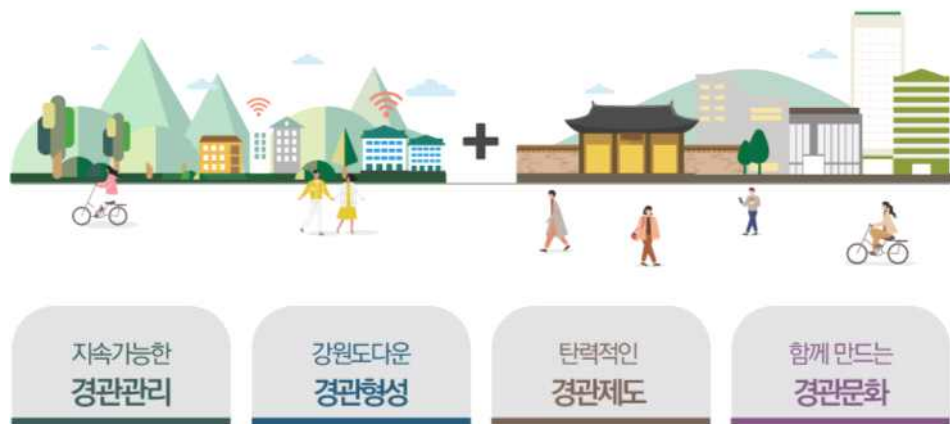 지속가능한
경관관리
강원도다운
경관형성
탄력적인
경관제도
함께 만드는
경관문화